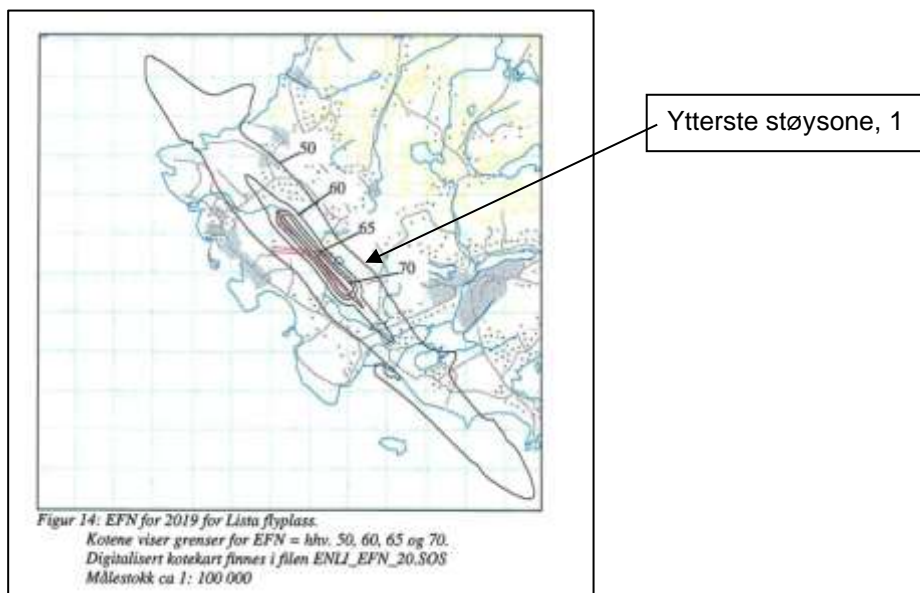 50
60
65
70
Ytterste støysone, 1
Figur 14: EFN for 2019 for Lista flyplass.
Kotene viser grenser for EFN = hhv. 50, 60, 65 og 70.
Digitalisert kotekart finnes i filen ENLI_EFN_20.SOS
Målestokk ca 1: 100 000